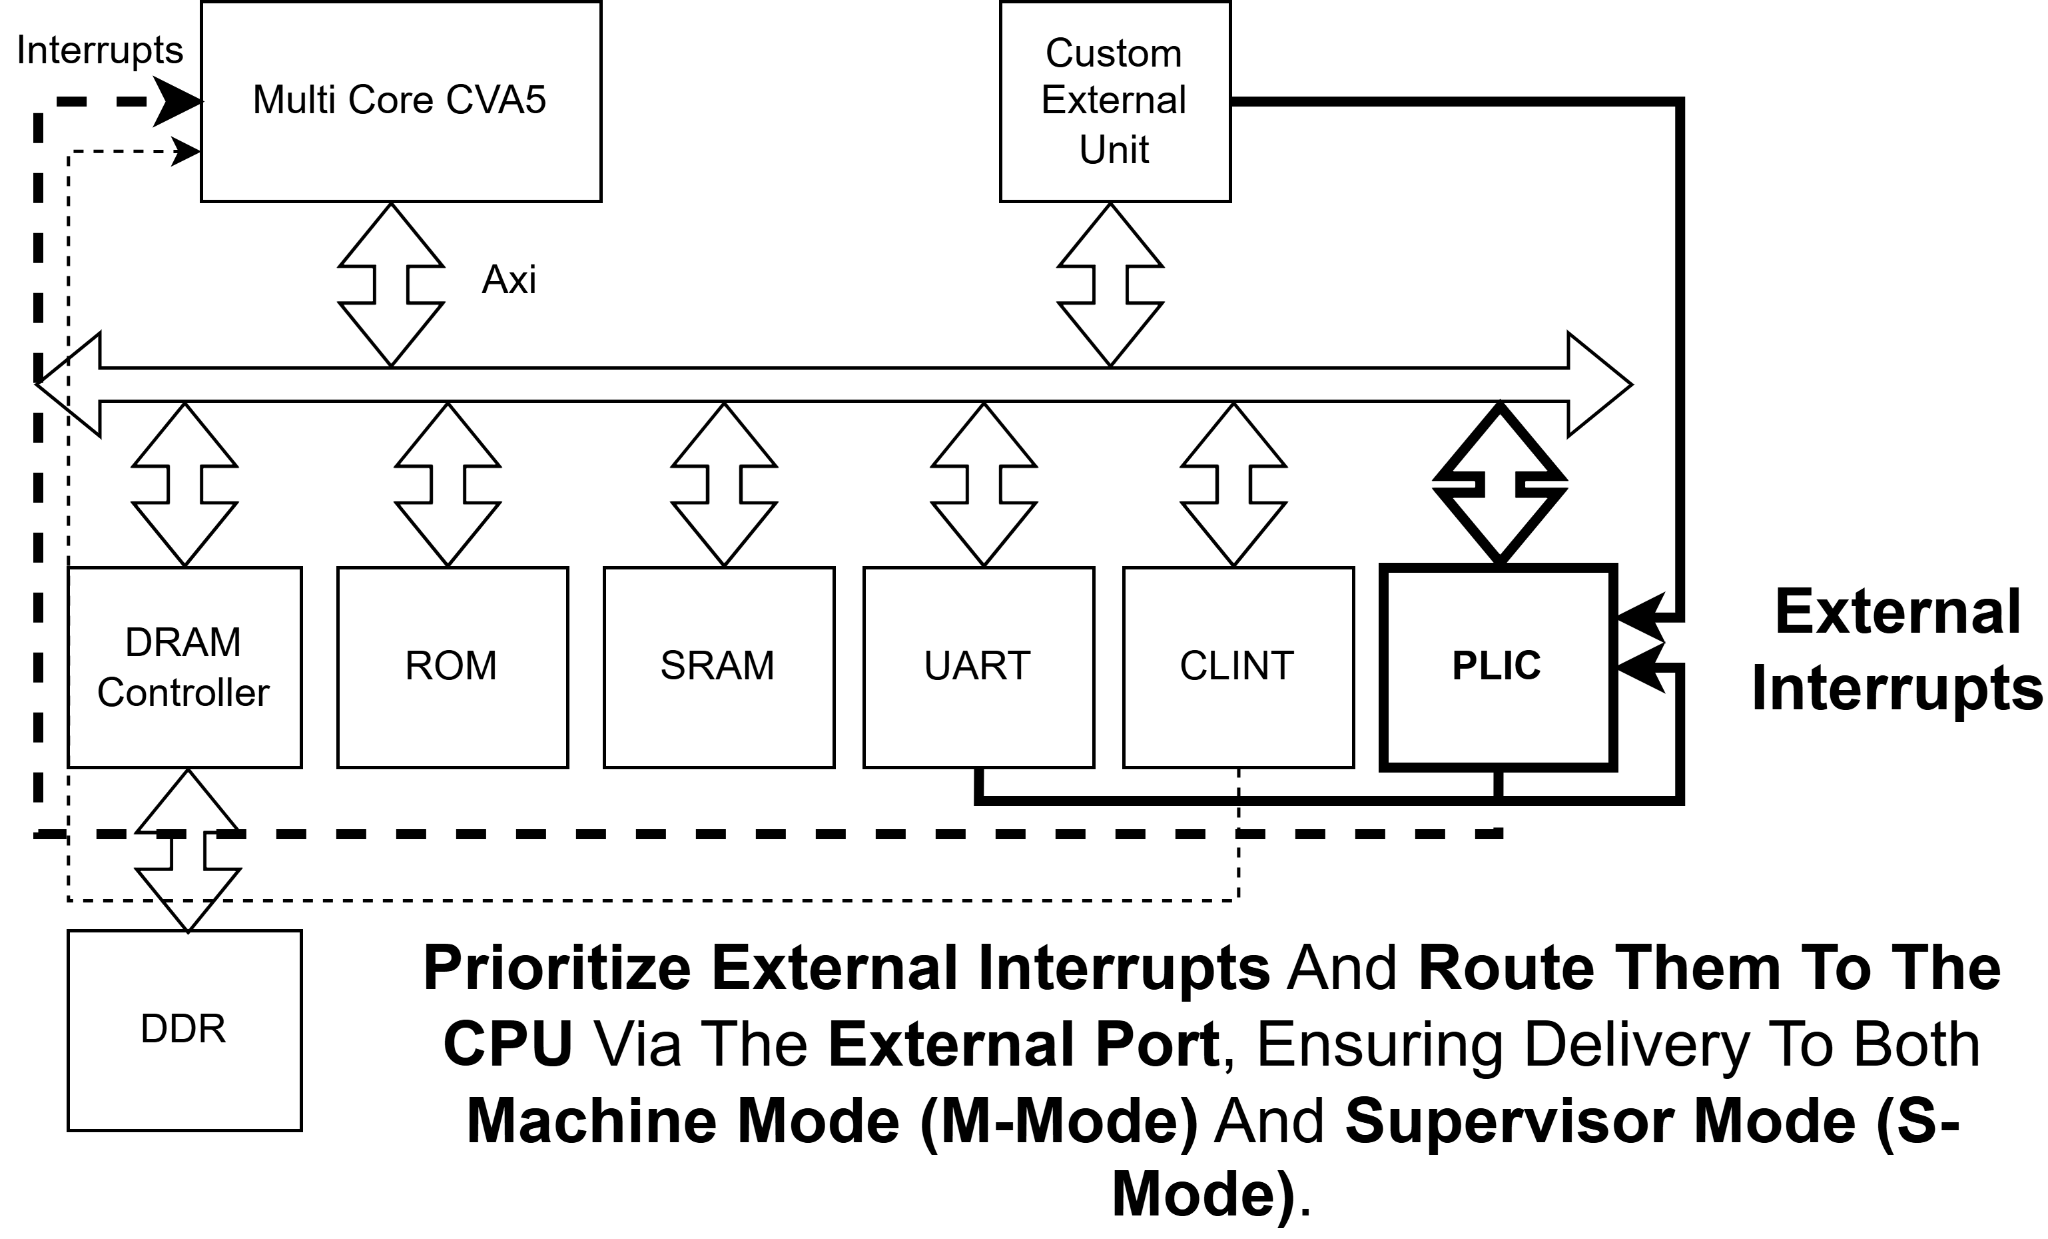 Interrupts
Multi Core CVA5
Custom
External
Unit
Axi
DRAM
Controller
ROM
SRAM
UART
CLINT
PLIC
External
Interrupts
DDR
Prioritize External Interrupts And Route Them To The
CPU Via The External Port, Ensuring Delivery To Both
Machine Mode (M-Mode) And Supervisor Mode (S-
Mode).